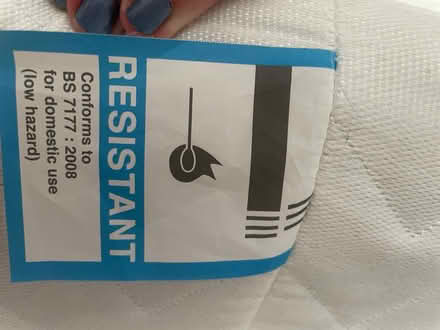 RESISTANT
Conforms to
BS 7177 : 2008
for domestic use
(low hazard)